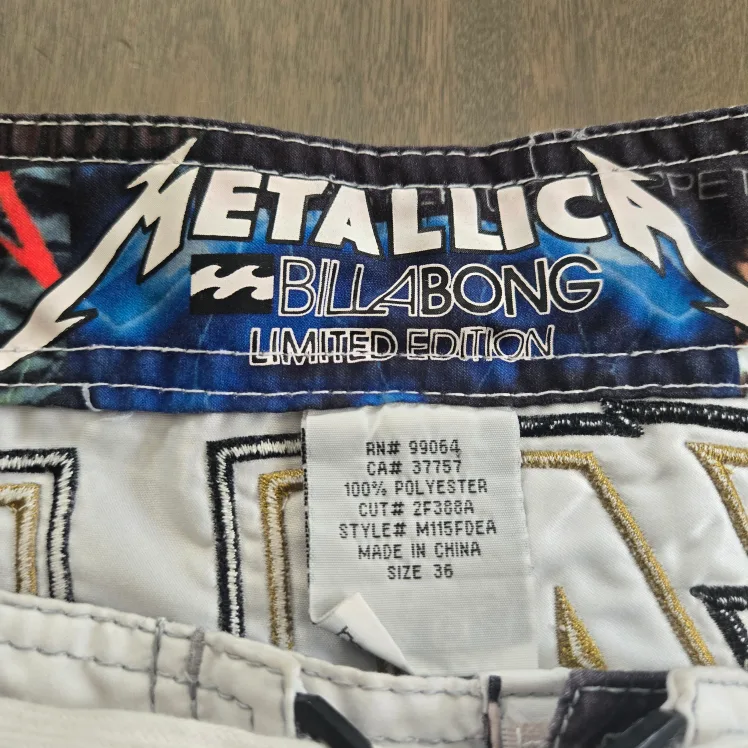 METALLICA
BILLABONG
LIMITED EDITION
RN# 99064
CA# 37757
100% POLYESTER
CUT# 2F388A
STYLE# M115FDEA
MADE IN CHINA
SIZE 36